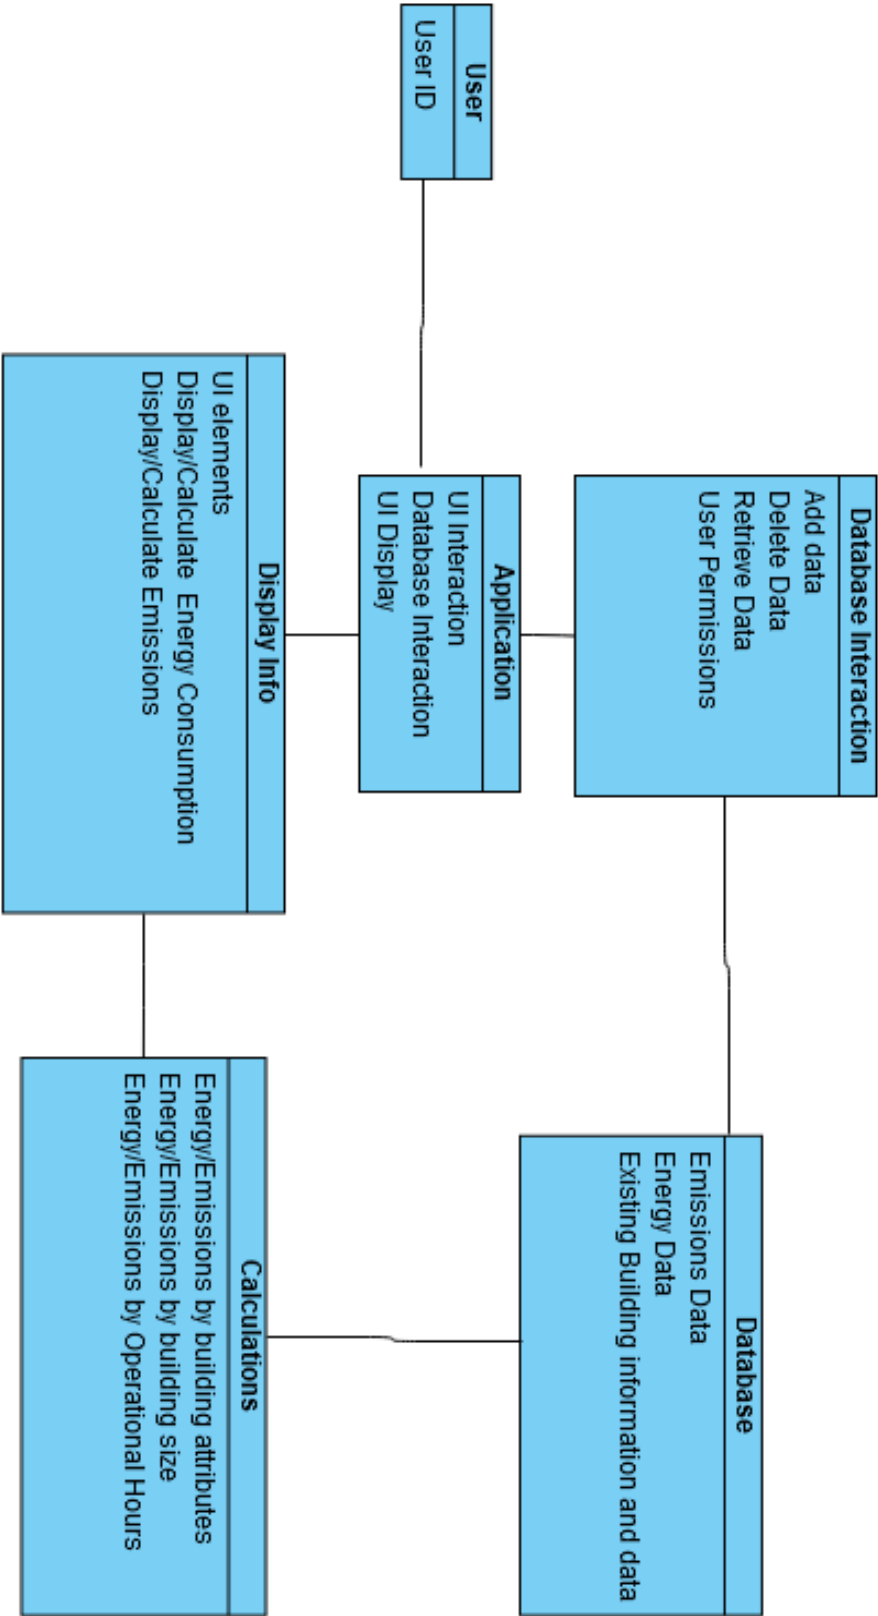 User
User ID
Database Interaction
Add data
Delete Data
Retrieve Data
User Permissions
Application
UI Interaction
Database Interaction
UI Display
Display Info
UI elements
Display/Calculate Energy Consumption
Display/Calculate Emissions
Database
Emissions Data
Energy Data
Existing Building information and data
Calculations
Energy/Emissions by building attributes
Energy/Emissions by building size
Energy/Emissions by Operational Hours